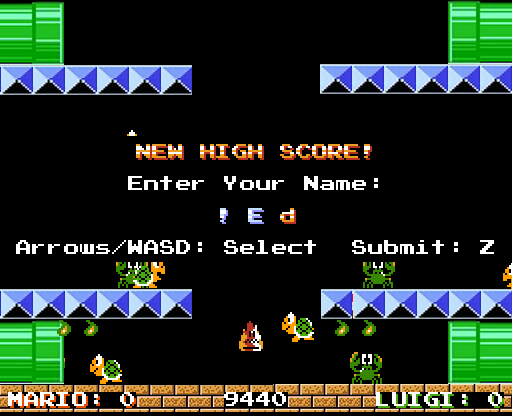 NEW HIGH SCORE!
Enter Your Name:
! E d
Arrows/WASD: Select Submit: Z
MARIO: 0 9440 LUIGI: 0